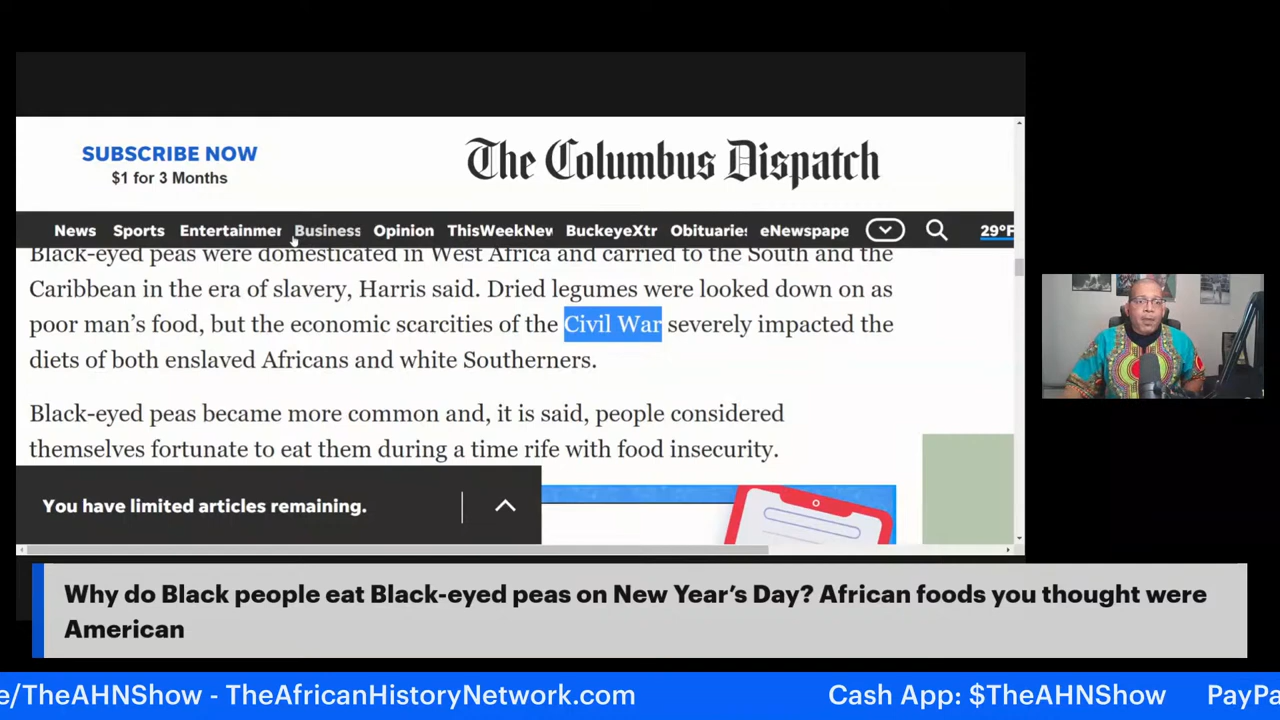 SUBSCRIBE NOW
$1 for 3 Months
The Columbus Dispatch
News Sports Entertainmen Business Opinion ThisWeekNew BuckeyeXtr Obituaries eNewspape 29°F
Black-eyed peas were domesticated in West Africa and carried to the South and the
Caribbean in the era of slavery, Harris said. Dried legumes were looked down on as
poor man’s food, but the economic scarcities of the Civil War severely impacted the
diets of both enslaved Africans and white Southerners.
Black-eyed peas became more common and, it is said, people considered
themselves fortunate to eat them during a time rife with food insecurity.
You have limited articles remaining.
Why do Black people eat Black-eyed peas on New Year’s Day? African foods you thought were
American
e/TheAHNShow - TheAfricanHistoryNetwork.com Cash App: $TheAHNShow PayPa